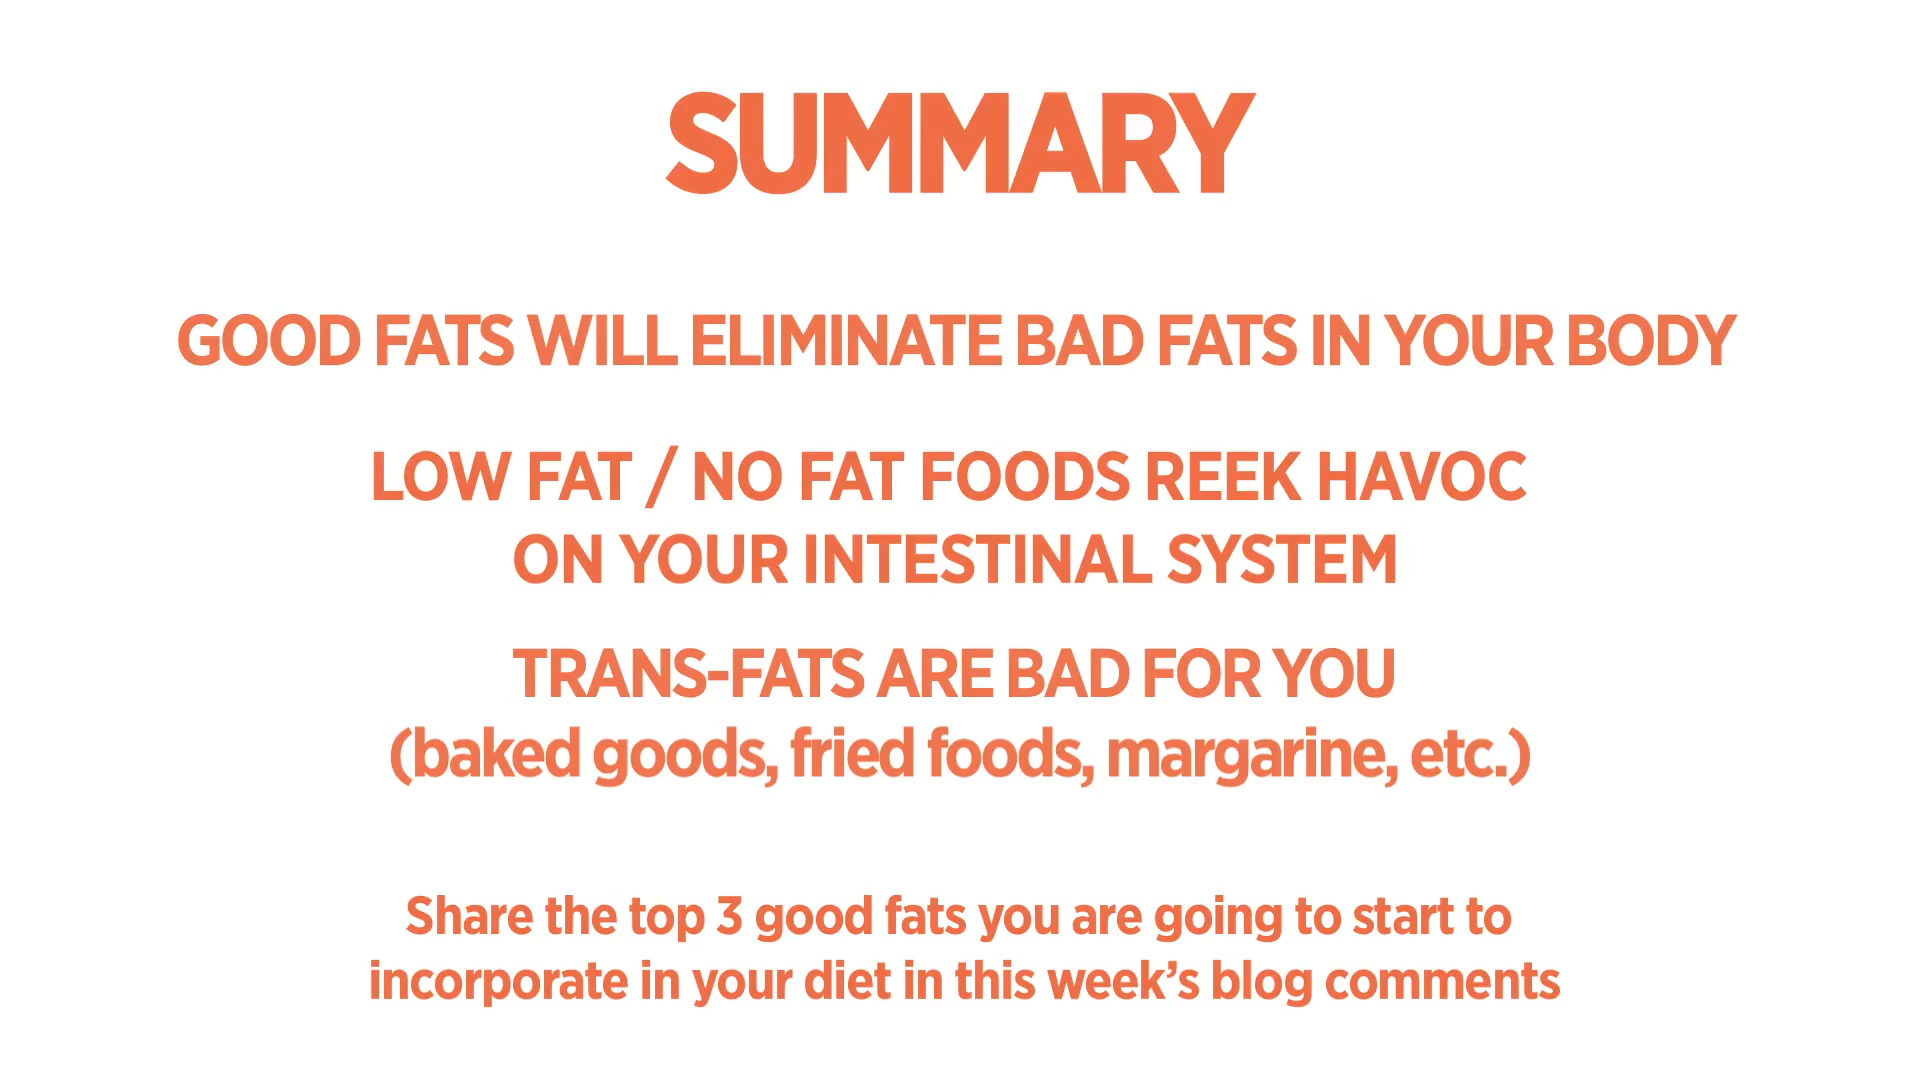 SUMMARY
GOOD FATS WILL ELIMINATE BAD FATS IN YOUR BODY
LOW FAT / NO FAT FOODS REEK HAVOC
ON YOUR INTESTINAL SYSTEM
TRANS-FATS ARE BAD FOR YOU
(baked goods, fried foods, margarine, etc.)
Share the top 3 good fats you are going to start to
incorporate in your diet in this week’s blog comments